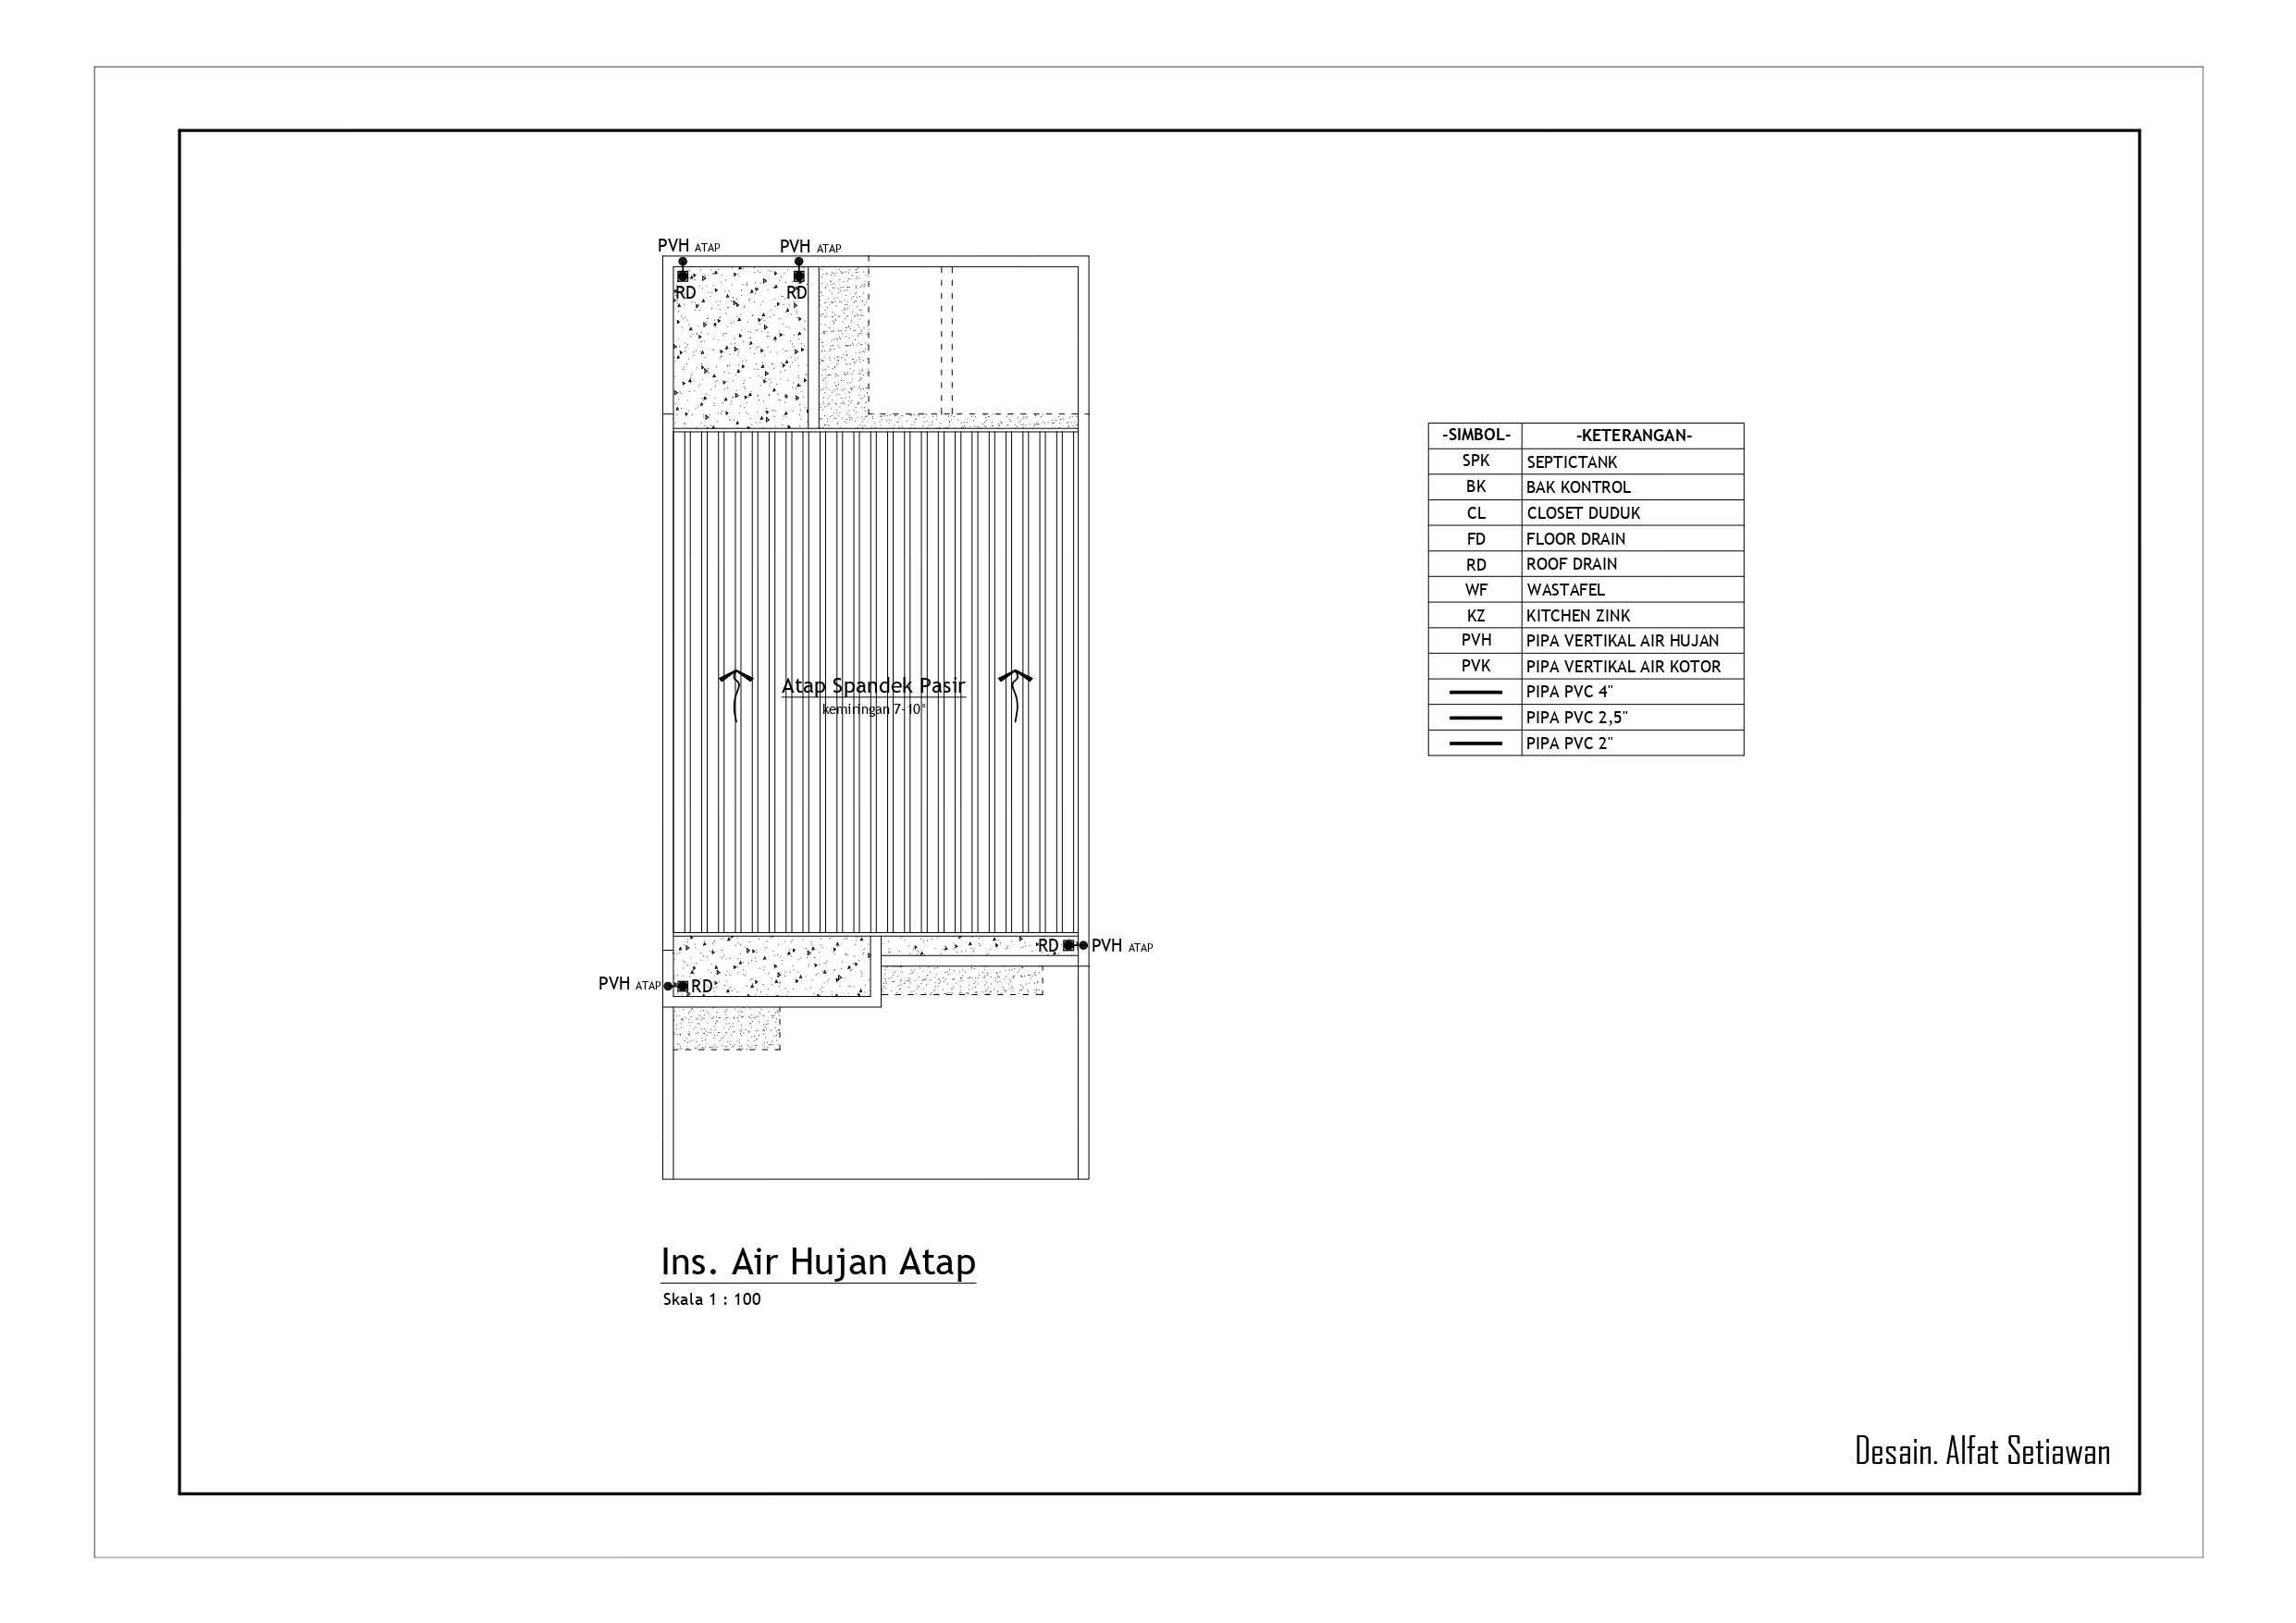 PVH ATAP PVH ATAP
RD RD
Atap Spandek Pasir
kemiringan 7-10°
RD PVH ATAP
PVH ATAP RD
-SIMBOL- -KETERANGAN-
SPK SEPTICTANK
BK BAK KONTROL
CL CLOSET DUDUK
FD FLOOR DRAIN
RD ROOF DRAIN
WF WASTAFEL
KZ KITCHEN ZINK
PVH PIPA VERTIKAL AIR HUJAN
PVK PIPA VERTIKAL AIR KOTOR
PIPA PVC 4"
PIPA PVC 2,5"
PIPA PVC 2"
Ins. Air Hujan Atap
Skala 1 : 100
Desain. Alfat Setiawan